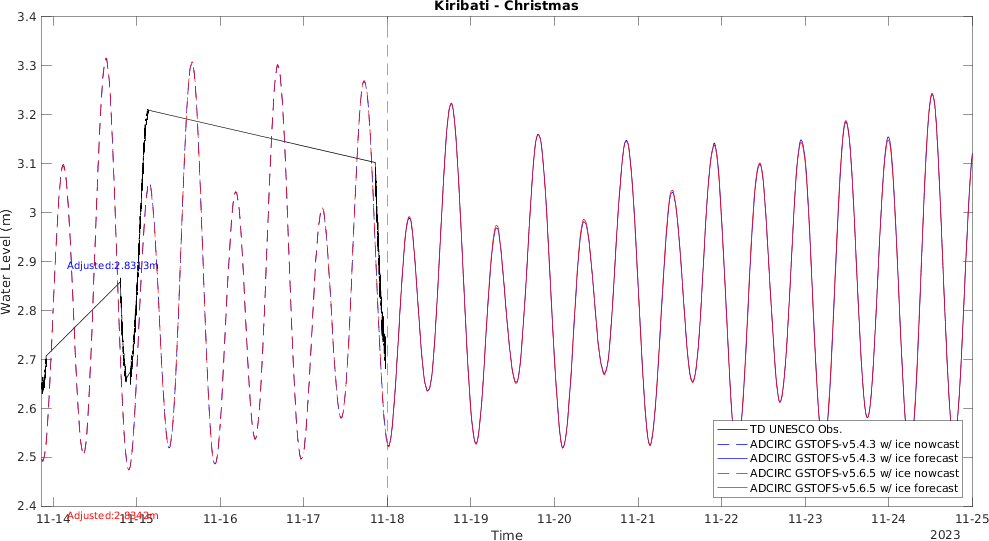 Kiribati - Christmas
3.4
3.3
3.2
3.1
3
2.9
2.8
2.7
2.6
2.5
2.4
Water Level (m)
Adjusted:2.8313m
Adjusted:2.8342m
TD UNESCO Obs.
ADCIRC GSTOFS-v5.4.3 w/ ice nowcast
ADCIRC GSTOFS-v5.4.3 w/ ice forecast
ADCIRC GSTOFS-v5.6.5 w/ ice nowcast
ADCIRC GSTOFS-v5.6.5 w/ ice forecast
11-14 11-15 11-16 11-17 11-18 11-19 11-20 11-21 11-22 11-23 11-24 11-25
Time
2023